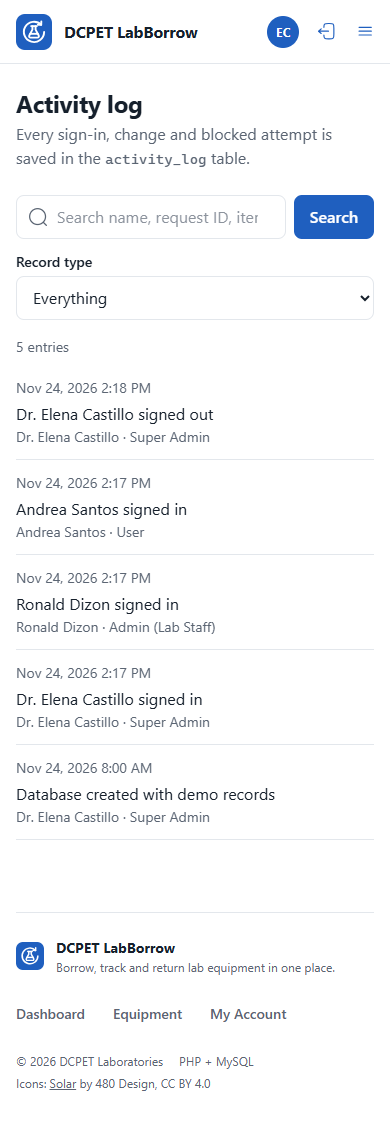 DCPET LabBorrow
EC
Activity log
Every sign-in, change and blocked attempt is
saved in the activity_log table.
Search name, request ID, iter
Search
Record type
Everything
5 entries
Nov 24, 2026 2:18 PM
Dr. Elena Castillo signed out
Dr. Elena Castillo · Super Admin
Nov 24, 2026 2:17 PM
Andrea Santos signed in
Andrea Santos · User
Nov 24, 2026 2:17 PM
Ronald Dizon signed in
Ronald Dizon · Admin (Lab Staff)
Nov 24, 2026 2:17 PM
Dr. Elena Castillo signed in
Dr. Elena Castillo · Super Admin
Nov 24, 2026 8:00 AM
Database created with demo records
Dr. Elena Castillo · Super Admin
DCPET LabBorrow
Borrow, track and return lab equipment in one place.
Dashboard Equipment My Account
© 2026 DCPET Laboratories PHP + MySQL
Icons: Solar by 480 Design, CC BY 4.0